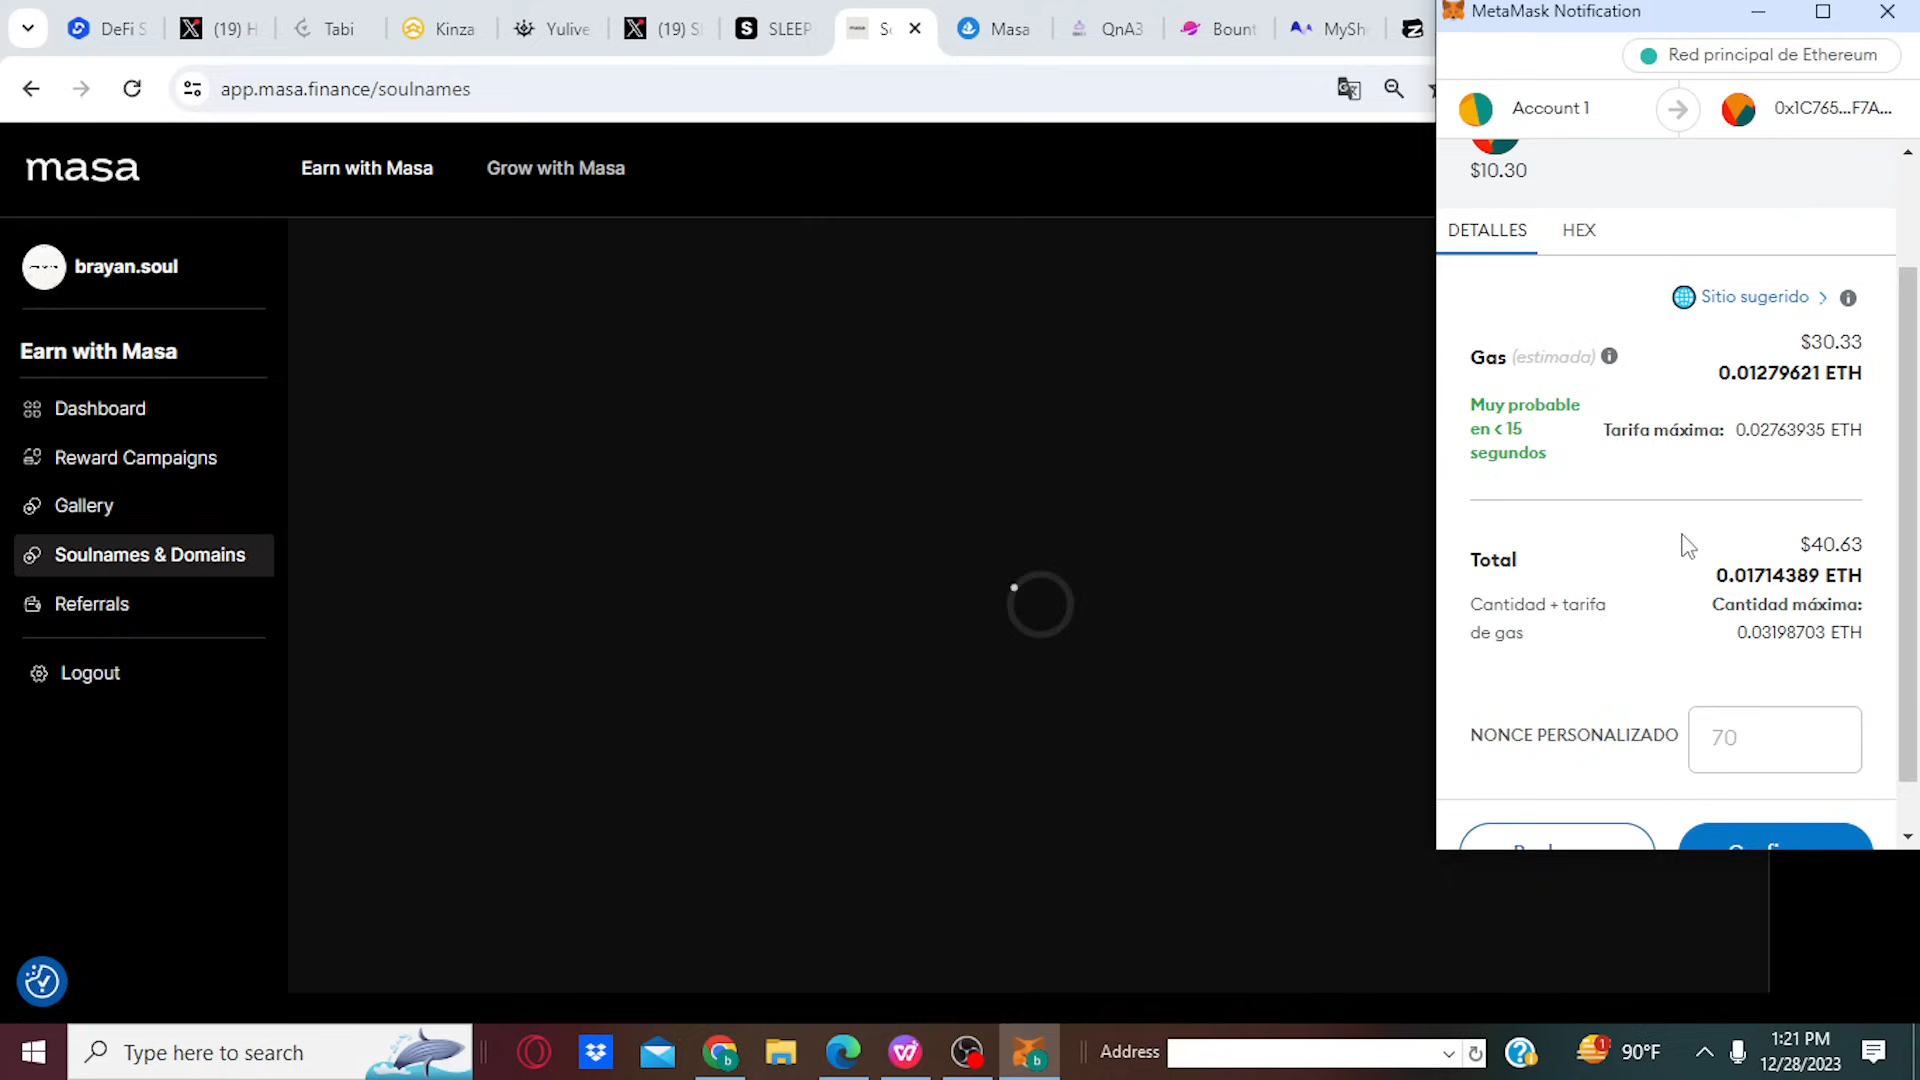 DeFi S
(19) H
Tabi
Kinza
Yulive
(19) S
SLEEP
Masa
QnA3
Bount
MySh
app.masa.finance/soulnames
masa
Earn with Masa
Grow with Masa
brayan.soul
Earn with Masa
Dashboard
Reward Campaigns
Gallery
Soulnames & Domains
Referrals
Logout
MetaMask Notification
Red principal de Ethereum
Account 1
0x1C765...F7A...
$10.30
DETALLES
HEX
Sitio sugerido
Gas (estimada)
$30.33
0.01279621 ETH
Muy probable
en < 15
segundos
Tarifa máxima: 0.02763935 ETH
Total
$40.63
0.01714389 ETH
Cantidad + tarifa
de gas
Cantidad máxima:
0.03198703 ETH
NONCE PERSONALIZADO
70
Type here to search
Address
90°F
1:21 PM
12/28/2023